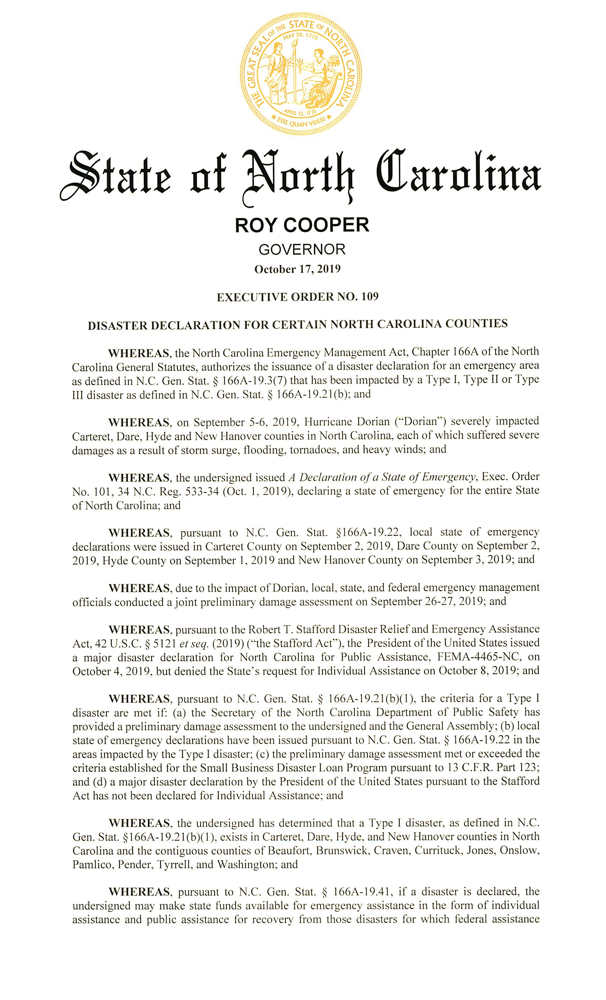 THE GREAT SEAL OF THE STATE OF NORTH CAROLINA
MAY 20, 1775
APRIL 12, 1776
★ ESSE QUAM VIDERI ★
State of North Carolina
ROY COOPER
GOVERNOR
October 17, 2019
EXECUTIVE ORDER NO. 109
DISASTER DECLARATION FOR CERTAIN NORTH CAROLINA COUNTIES
WHEREAS, the North Carolina Emergency Management Act, Chapter 166A of the North
Carolina General Statutes, authorizes the issuance of a disaster declaration for an emergency area
as defined in N.C. Gen. Stat. § 166A-19.3(7) that has been impacted by a Type I, Type II or Type
III disaster as defined in N.C. Gen. Stat. § 166A-19.21(b); and
WHEREAS, on September 5-6, 2019, Hurricane Dorian (“Dorian”) severely impacted
Carteret, Dare, Hyde and New Hanover counties in North Carolina, each of which suffered severe
damages as a result of storm surge, flooding, tornadoes, and heavy winds; and
WHEREAS, the undersigned issued A Declaration of a State of Emergency, Exec. Order
No. 101, 34 N.C. Reg. 533-34 (Oct. 1, 2019), declaring a state of emergency for the entire State
of North Carolina; and
WHEREAS, pursuant to N.C. Gen. Stat. §166A-19.22, local state of emergency
declarations were issued in Carteret County on September 2, 2019, Dare County on September 2,
2019, Hyde County on September 1, 2019 and New Hanover County on September 3, 2019; and
WHEREAS, due to the impact of Dorian, local, state, and federal emergency management
officials conducted a joint preliminary damage assessment on September 26-27, 2019; and
WHEREAS, pursuant to the Robert T. Stafford Disaster Relief and Emergency Assistance
Act, 42 U.S.C. § 5121 et seq. (2019) (“the Stafford Act”), the President of the United States issued
a major disaster declaration for North Carolina for Public Assistance, FEMA-4465-NC, on
October 4, 2019, but denied the State’s request for Individual Assistance on October 8, 2019; and
WHEREAS, pursuant to N.C. Gen. Stat. § 166A-19.21(b)(1), the criteria for a Type I
disaster are met if: (a) the Secretary of the North Carolina Department of Public Safety has
provided a preliminary damage assessment to the undersigned and the General Assembly; (b) local
state of emergency declarations have been issued pursuant to N.C. Gen. Stat. § 166A-19.22 in the
areas impacted by the Type I disaster; (c) the preliminary damage assessment met or exceeded the
criteria established for the Small Business Disaster Loan Program pursuant to 13 C.F.R. Part 123;
and (d) a major disaster declaration by the President of the United States pursuant to the Stafford
Act has not been declared for Individual Assistance; and
WHEREAS, the undersigned has determined that a Type I disaster, as defined in N.C.
Gen. Stat. §166A-19.21(b)(1), exists in Carteret, Dare, Hyde, and New Hanover counties in North
Carolina and the contiguous counties of Beaufort, Brunswick, Craven, Currituck, Jones, Onslow,
Pamlico, Pender, Tyrrell, and Washington; and
WHEREAS, pursuant to N.C. Gen. Stat. § 166A-19.41, if a disaster is declared, the
undersigned may make state funds available for emergency assistance in the form of individual
assistance and public assistance for recovery from those disasters for which federal assistance